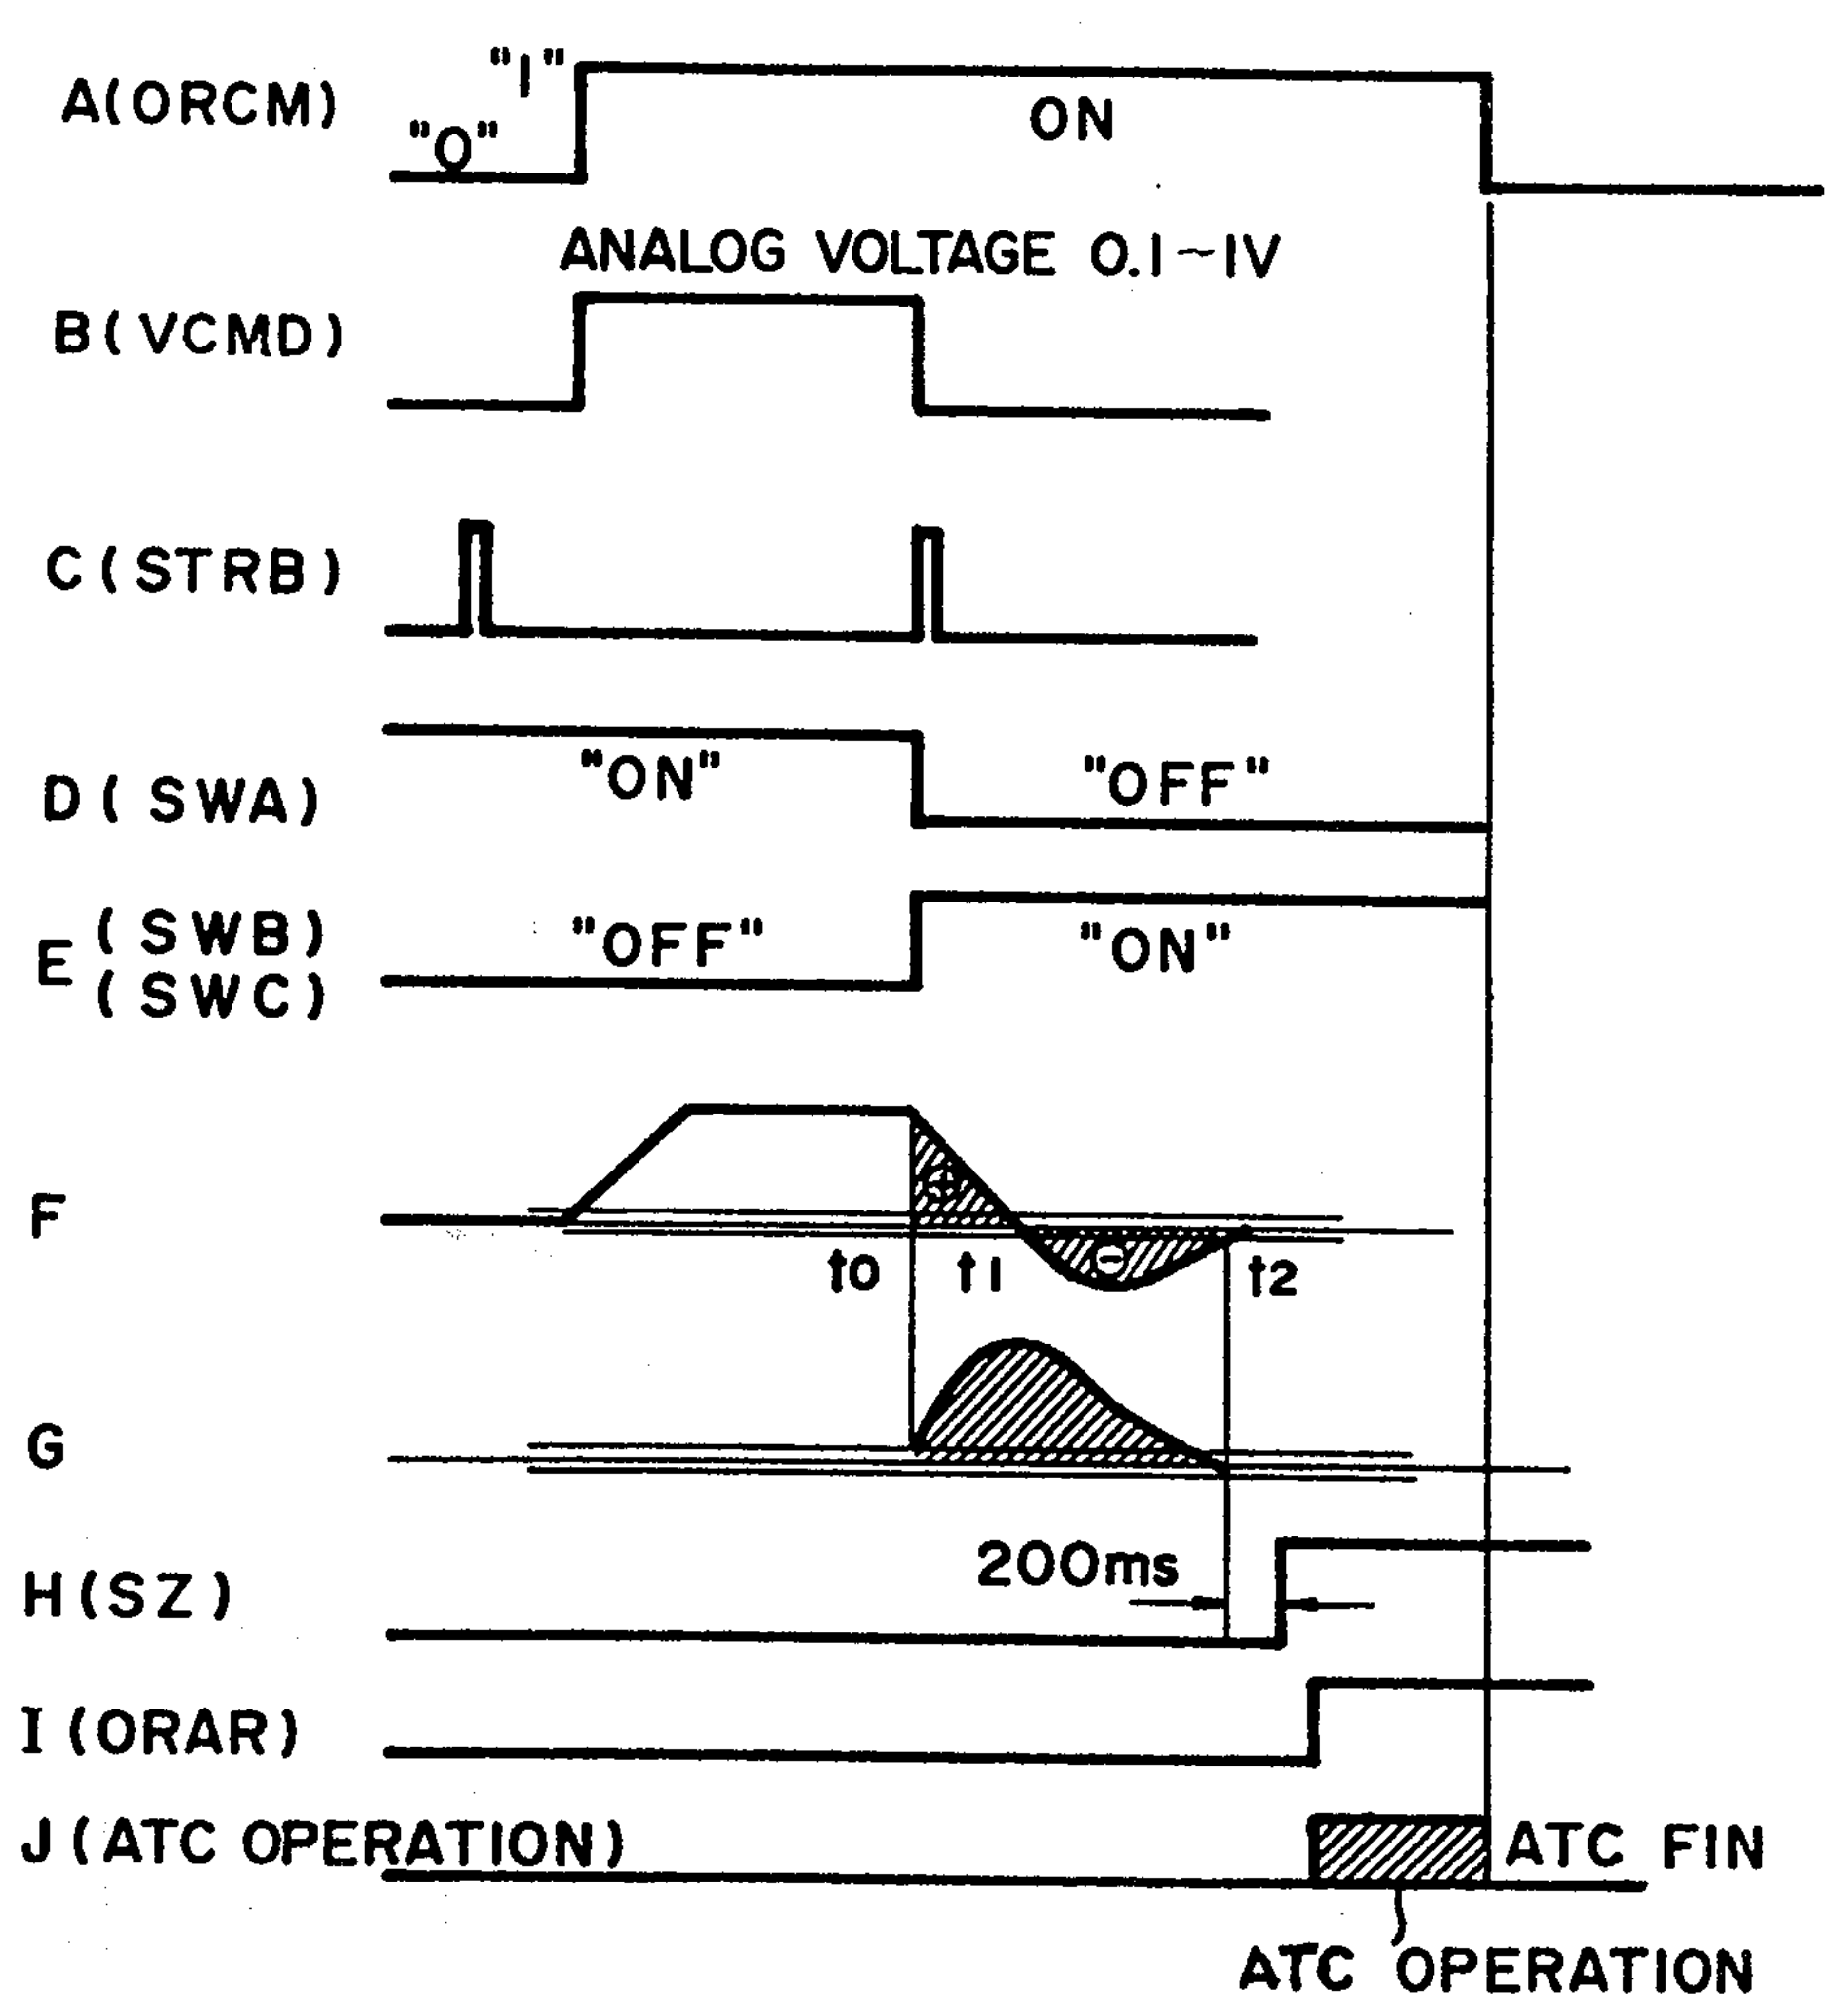 A(ORCM)
"0"
"1"
ON
ANALOG VOLTAGE 0.1~1V
B(VCMD)
C(STRB)
D(SWA)
"ON"
"OFF"
E (SWB)
(SWC)
"OFF"
"ON"
F
+
−
t0
t1
t2
G
200ms
H(SZ)
I(ORAR)
J(ATC OPERATION)
ATC FIN
ATC OPERATION